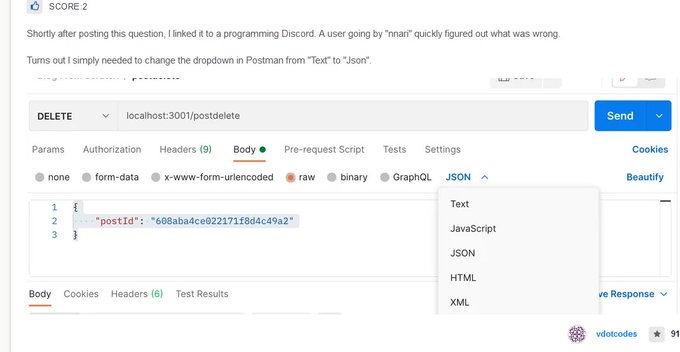 SCORE:2
Shortly after posting this question, I linked it to a programming Discord. A user going by "nnari" quickly figured out what was wrong.
Turns out I simply needed to change the dropdown in Postman from "Text" to "Json".
DELETE localhost:3001/postdelete Send
Params Authorization Headers (9) Body Pre-request Script Tests Settings Cookies
none form-data x-www-form-urlencoded raw binary GraphQL JSON Beautify
Text
JavaScript
JSON
HTML
XML
1 {
2 "postId": "608aba4ce022171f8d4c49a2"
3 }
Body Cookies Headers (6) Test Results ve Response
vdotcodes 91